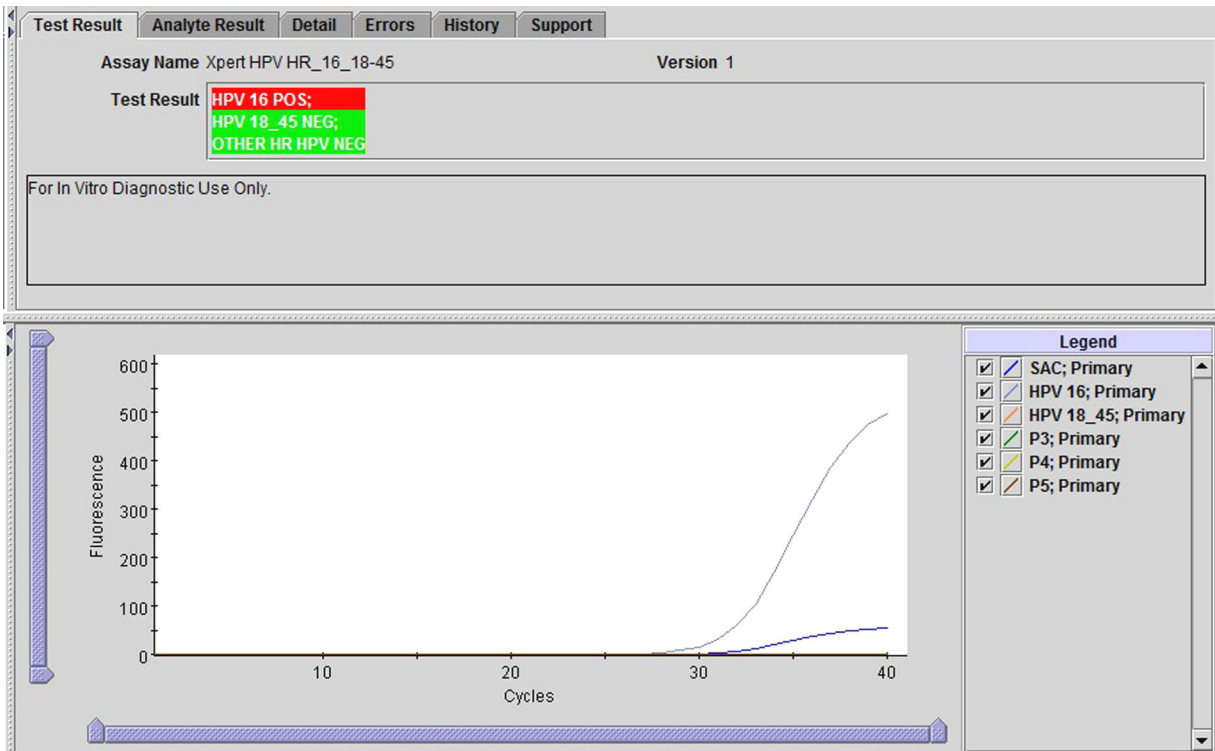 Test Result Analyte Result Detail Errors History Support
Assay Name Xpert HPV HR_16_18-45 Version 1
Test Result HPV 16 POS;
HPV 18_45 NEG;
OTHER HR HPV NEG
For In Vitro Diagnostic Use Only.
Legend
SAC; Primary
HPV 16; Primary
HPV 18_45; Primary
P3; Primary
P4; Primary
P5; Primary
600
500
400
300
200
100
0
Fluorescence
10 20 30 40
Cycles